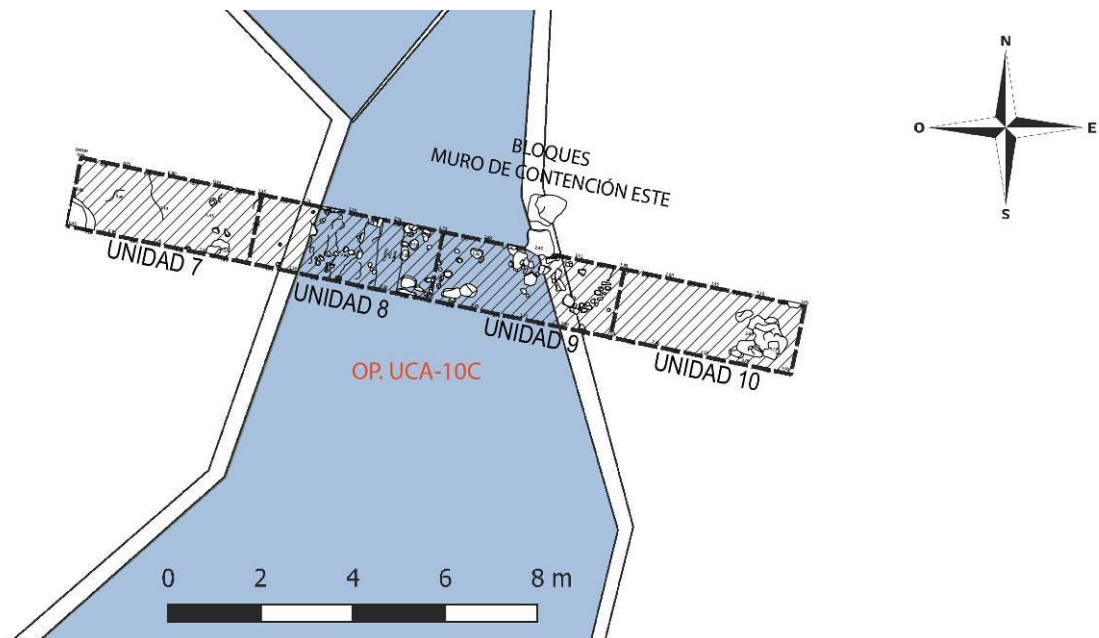 N
O
E
S
BLOQUES
MURO DE CONTENCIÓN ESTE
UNIDAD 7
UNIDAD 8
UNIDAD 9
UNIDAD 10
OP. UCA-10C
0 2 4 6 8 m